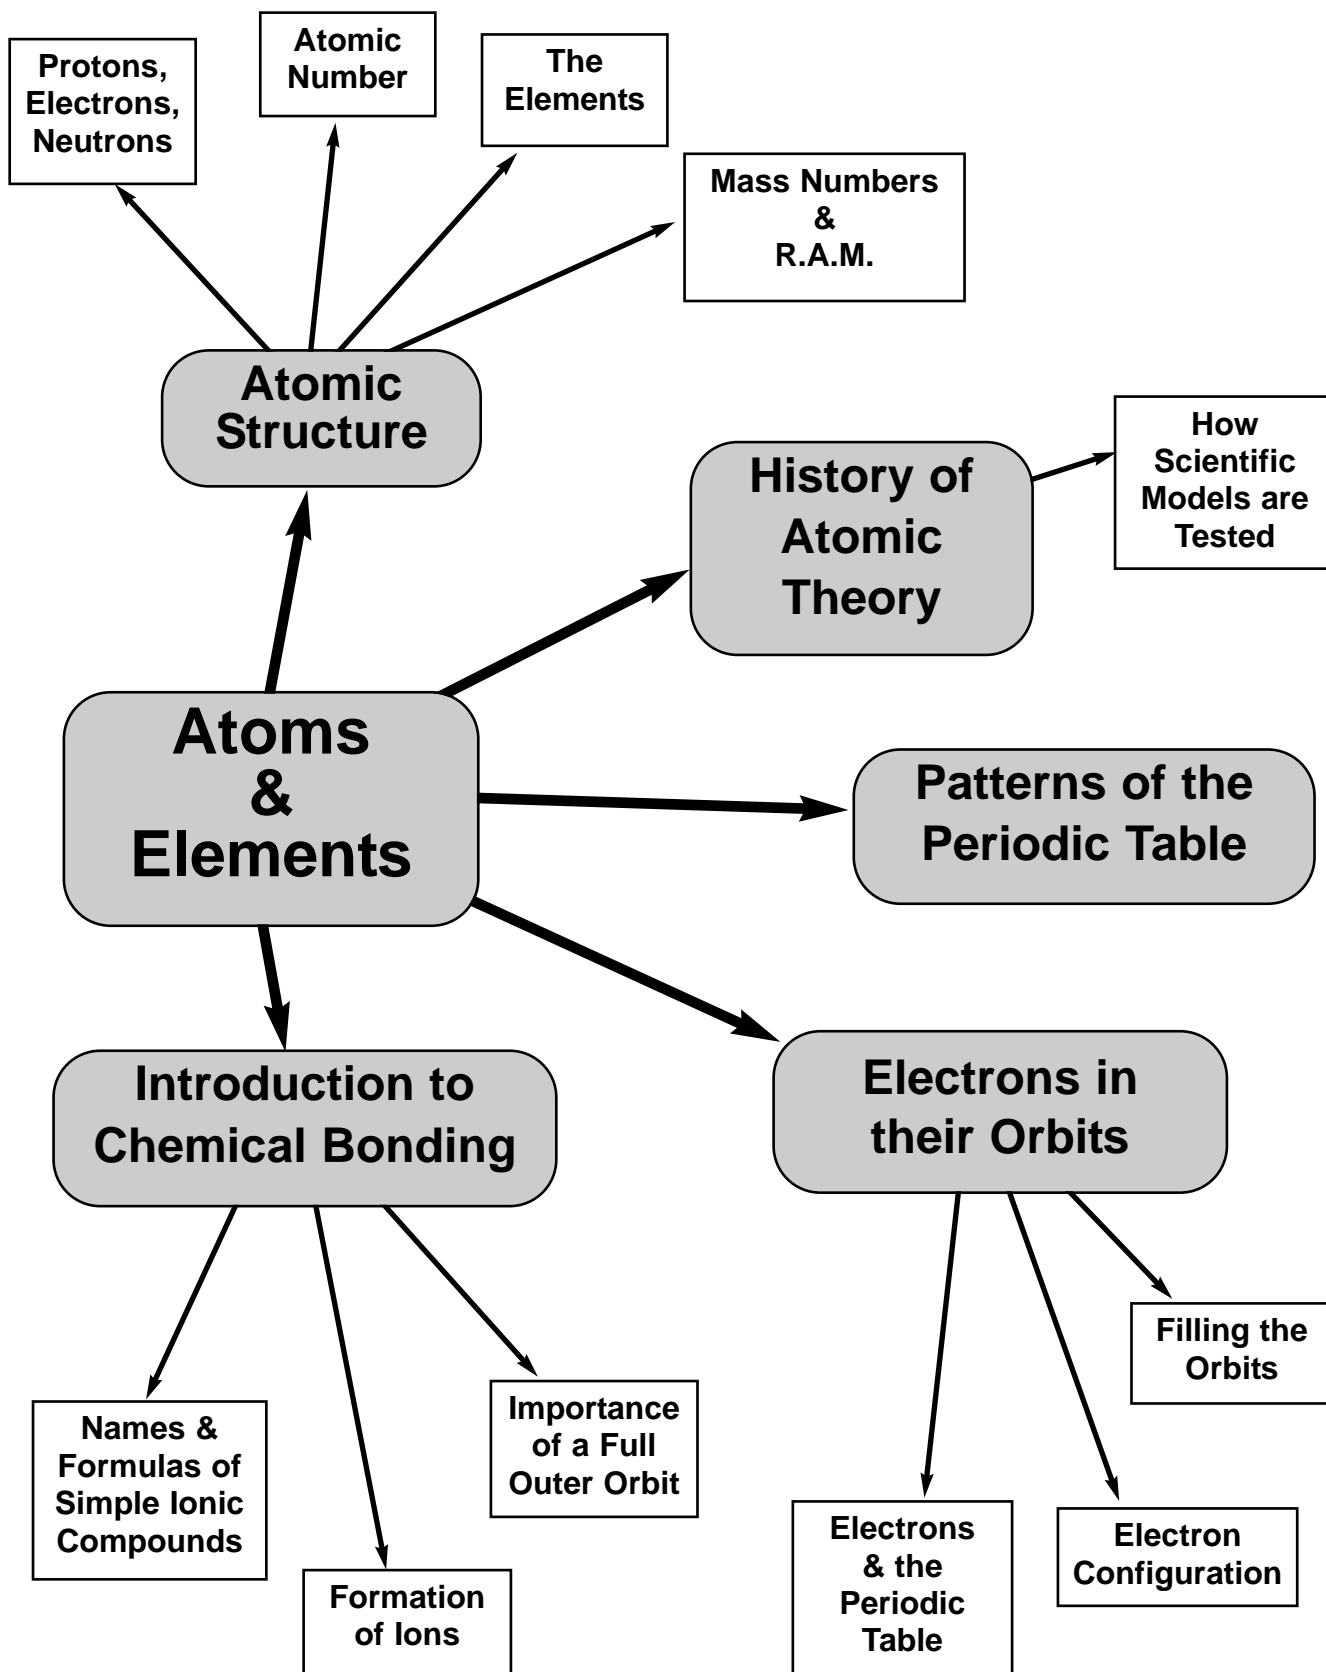 Protons,
Electrons,
Neutrons
Atomic
Number
The
Elements
Mass Numbers
&
R.A.M.
Atomic
Structure
History of
Atomic
Theory
How
Scientific
Models are
Tested
Atoms
&
Elements
Patterns of the
Periodic Table
Introduction to
Chemical Bonding
Electrons in
their Orbits
Names &
Formulas of
Simple Ionic
Compounds
Formation
of Ions
Importance
of a Full
Outer Orbit
Electrons
& the
Periodic
Table
Electron
Configuration
Filling the
Orbits